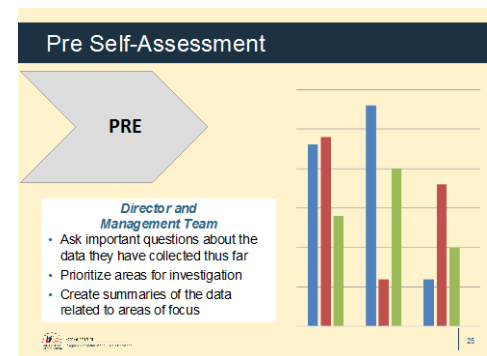 Pre Self-Assessment
PRE
Director and
Management Team
• Ask important questions about the
data they have collected thus far
• Prioritize areas for investigation
• Create summaries of the data
related to areas of focus
25